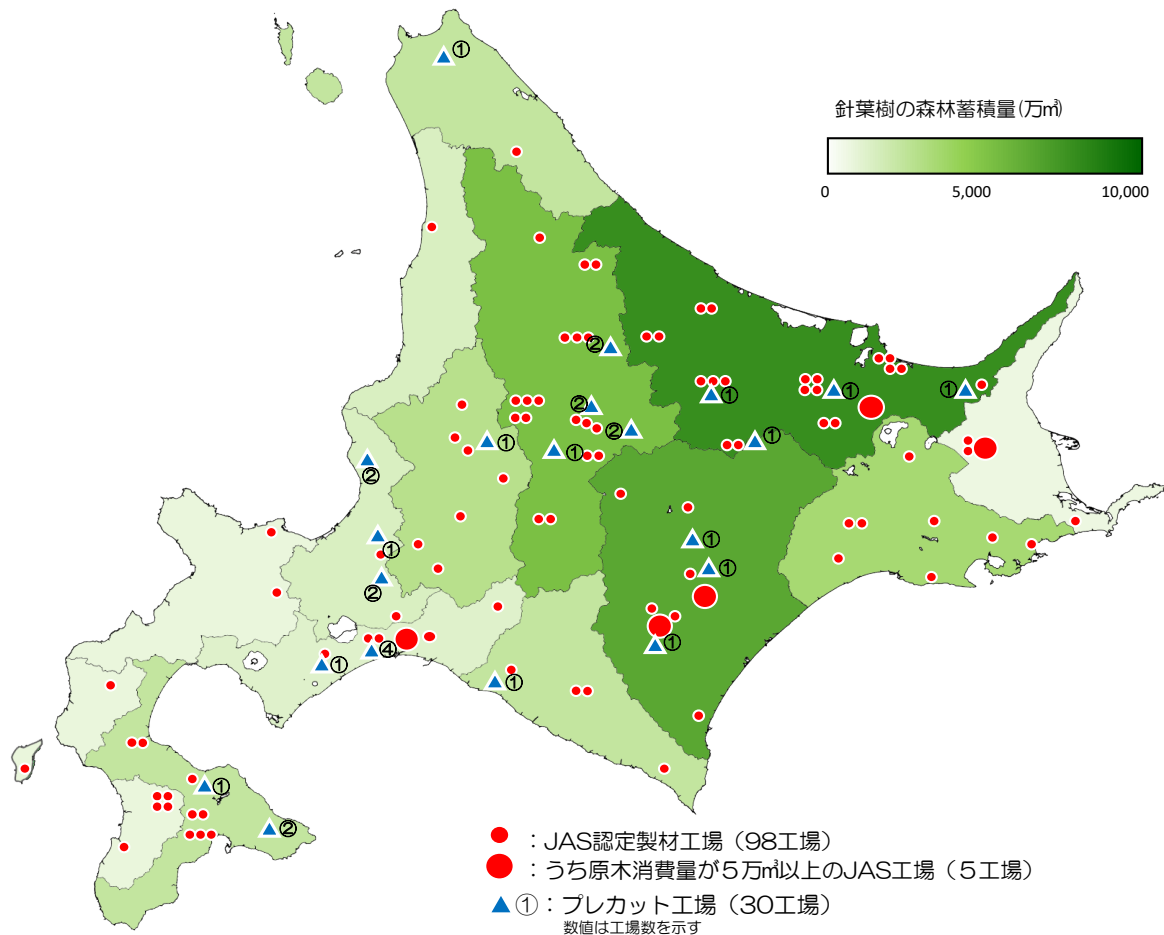 ①
針葉樹の森林蓄積量(万㎥)
0 5,000 10,000
②
① ① ①
②
② ① ①
① ②
②
①
① ①
②
④ ① ①
①
①
②
：JAS認定製材工場（98工場）
：うち原木消費量が５万㎥以上のJAS工場（５工場）
①：プレカット工場（30工場）
数値は工場数を示す